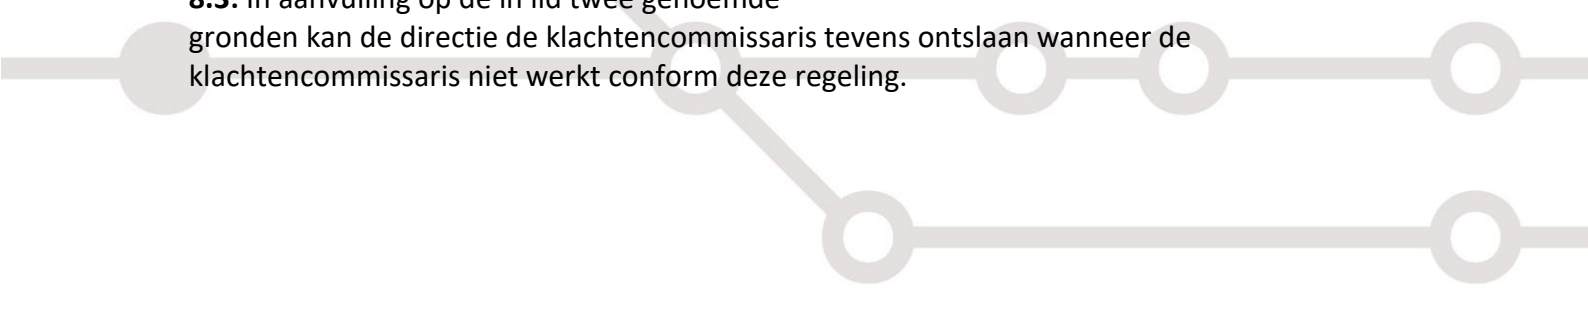 8.3. In aanvulling op de in lid twee genoemde
gronden kan de directie de klachtencommissaris tevens ontslaan wanneer de
klachtencommissaris niet werkt conform deze regeling.